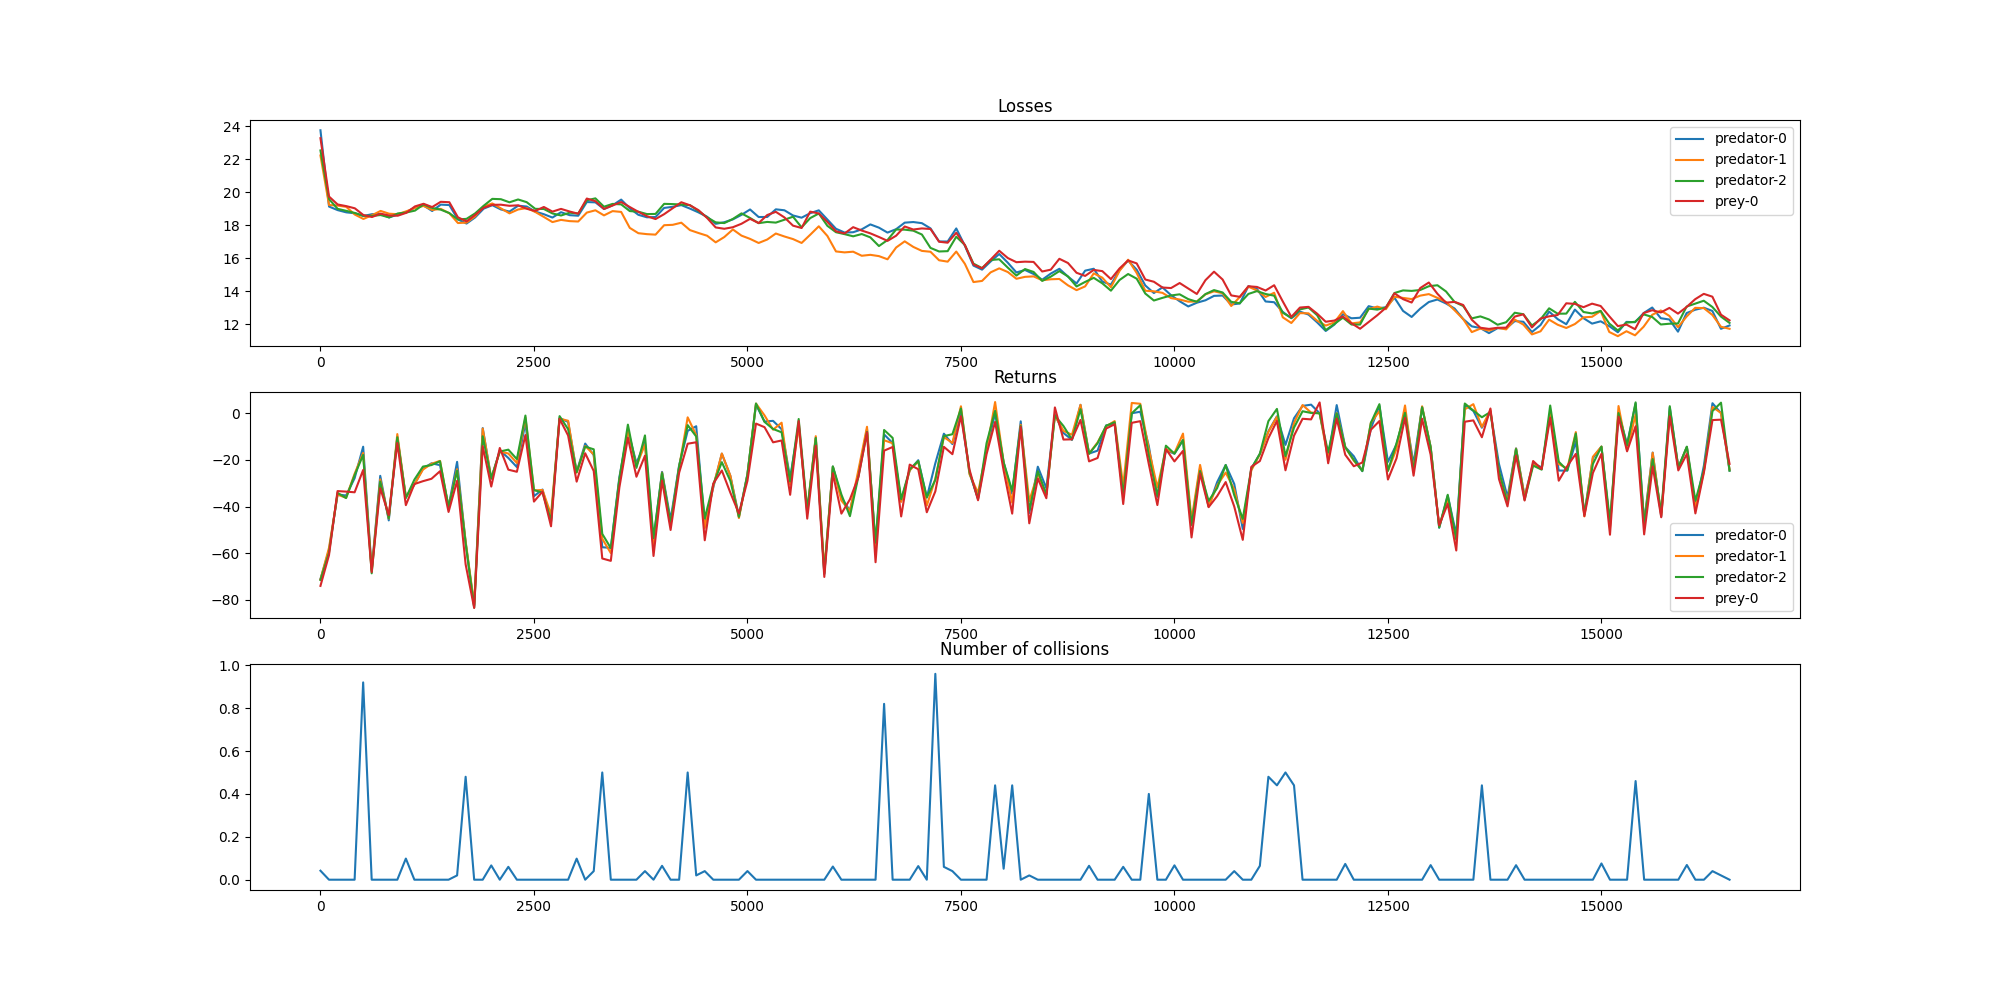 Losses
24
22
20
18
16
14
12
predator-0
predator-1
predator-2
prey-0
0 2500 5000 7500 10000 12500 15000
Returns
0
−20
−40
−60
−80
predator-0
predator-1
predator-2
prey-0
0 2500 5000 7500 10000 12500 15000
Number of collisions
1.0
0.8
0.6
0.4
0.2
0.0
0 2500 5000 7500 10000 12500 15000